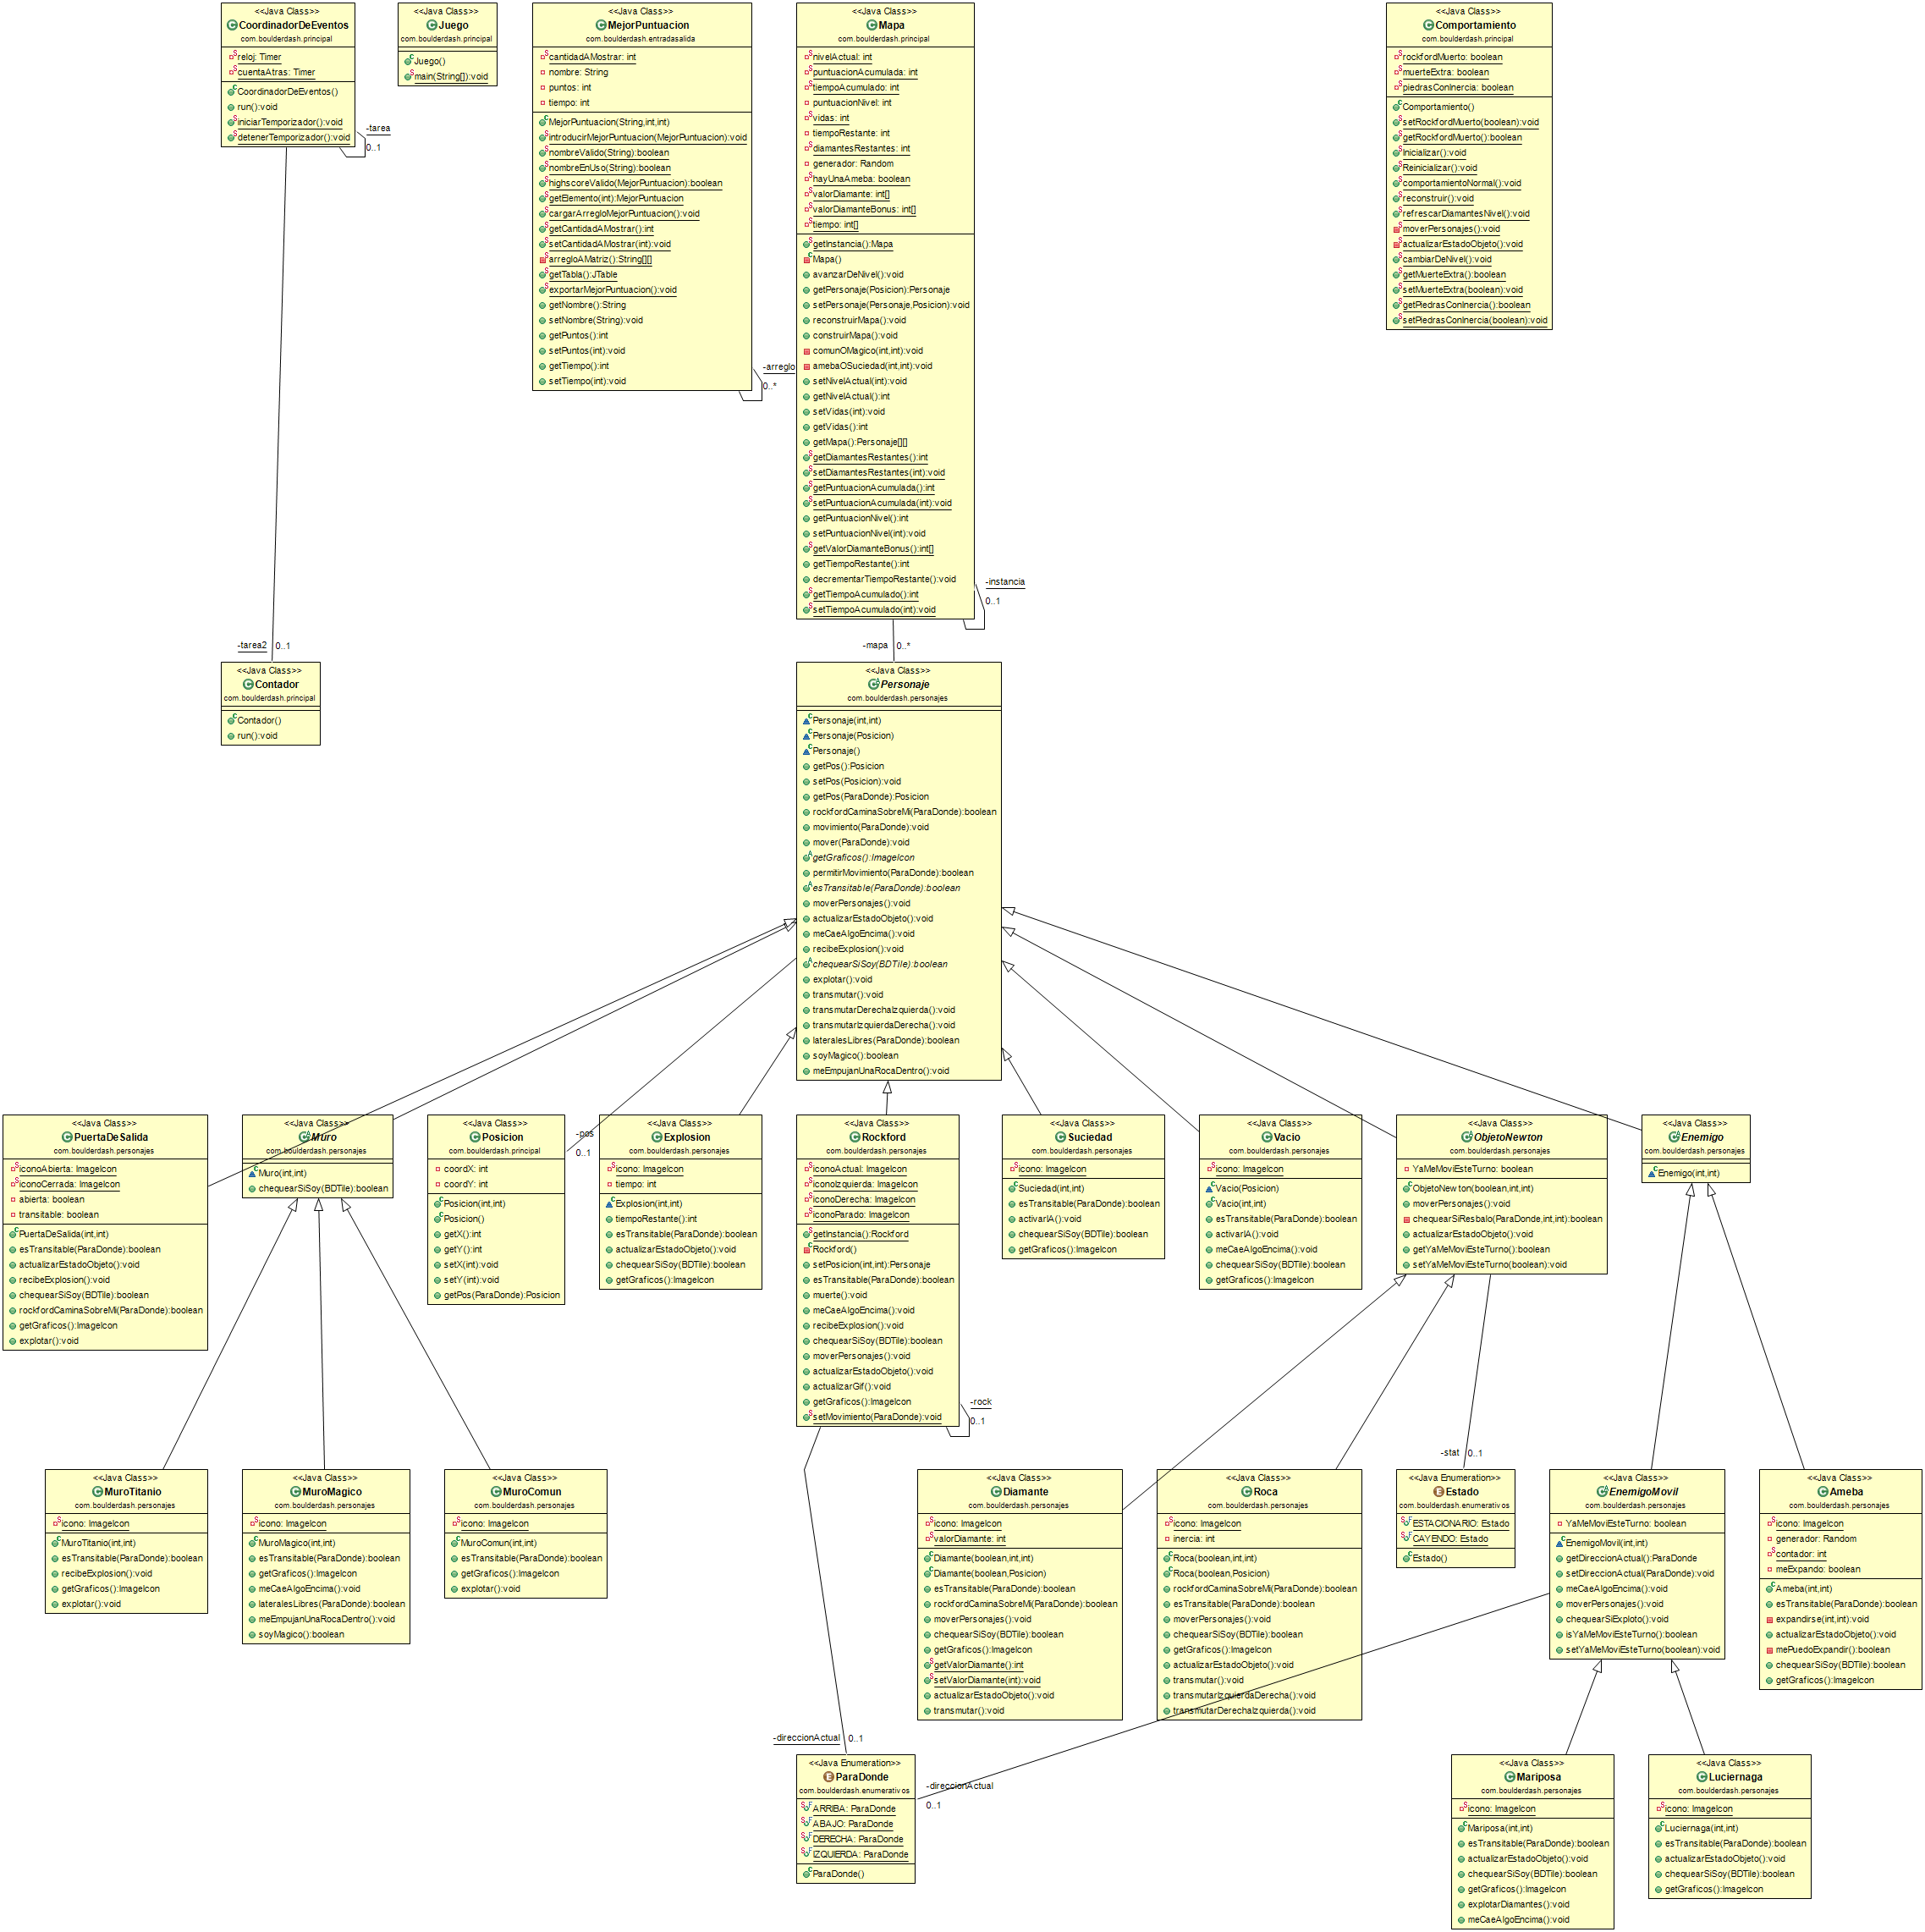 <<Java Class>>
CoordinadorDeEventos
com.boulderdash.principal
reloj: Timer
cuentaAtras: Timer
CoordinadorDeEventos()
run():void
iniciarTemporizador():void
detenerTemporizador():void
-tarea
0..1
<<Java Class>>
Juego
com.boulderdash.principal
Juego()
main(String[]):void
<<Java Class>>
MejorPuntuacion
com.boulderdash.entradasalida
cantidadAMostrar: int
nombre: String
puntos: int
tiempo: int
MejorPuntuacion(String,int,int)
introducirMejorPuntuacion(MejorPuntuacion):void
nombreValido(String):boolean
nombreEnUso(String):boolean
highscoreValido(MejorPuntuacion):boolean
getElemento(int):MejorPuntuacion
cargarArregloMejorPuntuacion():void
getCantidadAMostrar():int
setCantidadAMostrar(int):void
arregloAMatriz():String[][]
getTabla():JTable
exportarMejorPuntuacion():void
getNombre():String
setNombre(String):void
getPuntos():int
setPuntos(int):void
getTiempo():int
setTiempo(int):void
-arreglo
0..*
<<Java Class>>
Mapa
com.boulderdash.principal
nivelActual: int
puntuacionAcumulada: int
tiempoAcumulado: int
puntuacionNivel: int
vidas: int
tiempoRestante: int
diamantesRestantes: int
generador: Random
hayUnaAmeba: boolean
valorDiamante: int[]
valorDiamanteBonus: int[]
tiempo: int[]
getInstancia():Mapa
Mapa()
avanzarDeNivel():void
getPersonaje(Posicion):Personaje
setPersonaje(Personaje,Posicion):void
reconstruirMapa():void
construirMapa():void
comunOMagico(int,int):void
amebaOSuciedad(int,int):void
setNivelActual(int):void
getNivelActual():int
setVidas(int):void
getVidas():int
getMapa():Personaje[][]
getDiamantesRestantes():int
setDiamantesRestantes(int):void
getPuntuacionAcumulada():int
setPuntuacionAcumulada(int):void
getPuntuacionNivel():int
setPuntuacionNivel(int):void
getValorDiamanteBonus():int[]
getTiempoRestante():int
decrementarTiempoRestante():void
getTiempoAcumulado():int
setTiempoAcumulado(int):void
-instancia
0..1
<<Java Class>>
Comportamiento
com.boulderdash.principal
rockfordMuerto: boolean
muerteExtra: boolean
piedrasConInercia: boolean
Comportamiento()
setRockfordMuerto(boolean):void
getRockfordMuerto():boolean
Inicializar():void
Reinicializar():void
comportamientoNormal():void
reconstruir():void
refrescarDiamantesNivel():void
moverPersonajes():void
actualizarEstadoObjeto():void
cambiarDeNivel():void
getMuerteExtra():boolean
setMuerteExtra(boolean):void
getPiedrasConInercia():boolean
setPiedrasConInercia(boolean):void
-tarea2
0..1
-mapa
0..*
<<Java Class>>
Contador
com.boulderdash.principal
Contador()
run():void
<<Java Class>>
Personaje
com.boulderdash.personajes
Personaje(int,int)
Personaje(Posicion)
Personaje()
getPos():Posicion
setPos(Posicion):void
getPos(ParaDonde):Posicion
rockfordCaminaSobreMi(ParaDonde):boolean
movimiento(ParaDonde):void
mover(ParaDonde):void
getGraficos():ImageIcon
permitirMovimiento(ParaDonde):boolean
esTransitable(ParaDonde):boolean
moverPersonajes():void
actualizarEstadoObjeto():void
meCaeAlgoEncima():void
recibeExplosion():void
chequearSiSoy(BDTile):boolean
explotar():void
transmutar():void
transmutarDerechaIzquierda():void
transmutarIzquierdaDerecha():void
lateralesLibres(ParaDonde):boolean
soyMagico():boolean
meEmpujanUnaRocaDentro():void
<<Java Class>>
PuertaDeSalida
com.boulderdash.personajes
iconoAbierta: ImageIcon
iconoCerrada: ImageIcon
abierta: boolean
transitable: boolean
PuertaDeSalida(int,int)
esTransitable(ParaDonde):boolean
actualizarEstadoObjeto():void
recibeExplosion():void
chequearSiSoy(BDTile):boolean
rockfordCaminaSobreMi(ParaDonde):boolean
getGraficos():ImageIcon
explotar():void
<<Java Class>>
Muro
com.boulderdash.personajes
Muro(int,int)
chequearSiSoy(BDTile):boolean
<<Java Class>>
Posicion
com.boulderdash.principal
coordX: int
coordY: int
Posicion(int,int)
Posicion()
getX():int
getY():int
setX(int):void
setY(int):void
getPos(ParaDonde):Posicion
-pos
0..1
<<Java Class>>
Explosion
com.boulderdash.personajes
icono: ImageIcon
tiempo: int
Explosion(int,int)
tiempoRestante():int
esTransitable(ParaDonde):boolean
actualizarEstadoObjeto():void
chequearSiSoy(BDTile):boolean
getGraficos():ImageIcon
<<Java Class>>
Rockford
com.boulderdash.personajes
iconoActual: ImageIcon
iconoIzquierda: ImageIcon
iconoDerecha: ImageIcon
iconoParado: ImageIcon
getInstancia():Rockford
Rockford()
setPosicion(int,int):Personaje
esTransitable(ParaDonde):boolean
muerte():void
meCaeAlgoEncima():void
recibeExplosion():void
chequearSiSoy(BDTile):boolean
moverPersonajes():void
actualizarEstadoObjeto():void
actualizarGif():void
getGraficos():ImageIcon
setMovimiento(ParaDonde):void
-rock
0..1
<<Java Class>>
Suciedad
com.boulderdash.personajes
icono: ImageIcon
Suciedad(int,int)
esTransitable(ParaDonde):boolean
activarIA():void
chequearSiSoy(BDTile):boolean
getGraficos():ImageIcon
<<Java Class>>
Vacio
com.boulderdash.personajes
icono: ImageIcon
Vacio(Posicion)
Vacio(int,int)
esTransitable(ParaDonde):boolean
activarIA():void
meCaeAlgoEncima():void
chequearSiSoy(BDTile):boolean
getGraficos():ImageIcon
<<Java Class>>
ObjetoNewton
com.boulderdash.personajes
YaMeMoviEsteTurno: boolean
ObjetoNewton(boolean,int,int)
moverPersonajes():void
chequearSiResbalo(ParaDonde,int,int):boolean
actualizarEstadoObjeto():void
getYaMeMoviEsteTurno():boolean
setYaMeMoviEsteTurno(boolean):void
<<Java Class>>
Enemigo
com.boulderdash.personajes
Enemigo(int,int)
-stat
0..1
<<Java Class>>
MuroTitanio
com.boulderdash.personajes
icono: ImageIcon
MuroTitanio(int,int)
esTransitable(ParaDonde):boolean
recibeExplosion():void
getGraficos():ImageIcon
explotar():void
<<Java Class>>
MuroMagico
com.boulderdash.personajes
icono: ImageIcon
MuroMagico(int,int)
esTransitable(ParaDonde):boolean
getGraficos():ImageIcon
meCaeAlgoEncima():void
lateralesLibres(ParaDonde):boolean
meEmpujanUnaRocaDentro():void
soyMagico():boolean
<<Java Class>>
MuroComun
com.boulderdash.personajes
icono: ImageIcon
MuroComun(int,int)
esTransitable(ParaDonde):boolean
getGraficos():ImageIcon
explotar():void
<<Java Class>>
Diamante
com.boulderdash.personajes
icono: ImageIcon
valorDiamante: int
Diamante(boolean,int,int)
Diamante(boolean,Posicion)
esTransitable(ParaDonde):boolean
rockfordCaminaSobreMi(ParaDonde):boolean
moverPersonajes():void
chequearSiSoy(BDTile):boolean
getGraficos():ImageIcon
getValorDiamante():int
setValorDiamante(int):void
actualizarEstadoObjeto():void
transmutar():void
<<Java Class>>
Roca
com.boulderdash.personajes
icono: ImageIcon
inercia: int
Roca(boolean,int,int)
Roca(boolean,Posicion)
rockfordCaminaSobreMi(ParaDonde):boolean
esTransitable(ParaDonde):boolean
moverPersonajes():void
chequearSiSoy(BDTile):boolean
getGraficos():ImageIcon
actualizarEstadoObjeto():void
transmutar():void
transmutarIzquierdaDerecha():void
transmutarDerechaIzquierda():void
<<Java Enumeration>>
Estado
com.boulderdash.enumerativos
ESTACIONARIO: Estado
CAYENDO: Estado
Estado()
<<Java Class>>
EnemigoMovil
com.boulderdash.personajes
YaMeMoviEsteTurno: boolean
EnemigoMovil(int,int)
getDireccionActual():ParaDonde
setDireccionActual(ParaDonde):void
meCaeAlgoEncima():void
moverPersonajes():void
chequearSiExploto():void
isYaMeMoviEsteTurno():boolean
setYaMeMoviEsteTurno(boolean):void
<<Java Class>>
Ameba
com.boulderdash.personajes
icono: ImageIcon
generador: Random
contador: int
meExpando: boolean
Ameba(int,int)
esTransitable(ParaDonde):boolean
expandirse(int,int):void
actualizarEstadoObjeto():void
mePuedoExpandir():boolean
chequearSiSoy(BDTile):boolean
getGraficos():ImageIcon
-direccionActual
0..1
<<Java Enumeration>>
ParaDonde
com.boulderdash.enumerativos
ARRIBA: ParaDonde
ABAJO: ParaDonde
DERECHA: ParaDonde
IZQUIERDA: ParaDonde
ParaDonde()
-direccionActual
0..1
<<Java Class>>
Mariposa
com.boulderdash.personajes
icono: ImageIcon
Mariposa(int,int)
esTransitable(ParaDonde):boolean
actualizarEstadoObjeto():void
chequearSiSoy(BDTile):boolean
getGraficos():ImageIcon
explotarDiamantes():void
meCaeAlgoEncima():void
<<Java Class>>
Luciernaga
com.boulderdash.personajes
icono: ImageIcon
Luciernaga(int,int)
esTransitable(ParaDonde):boolean
actualizarEstadoObjeto():void
chequearSiSoy(BDTile):boolean
getGraficos():ImageIcon